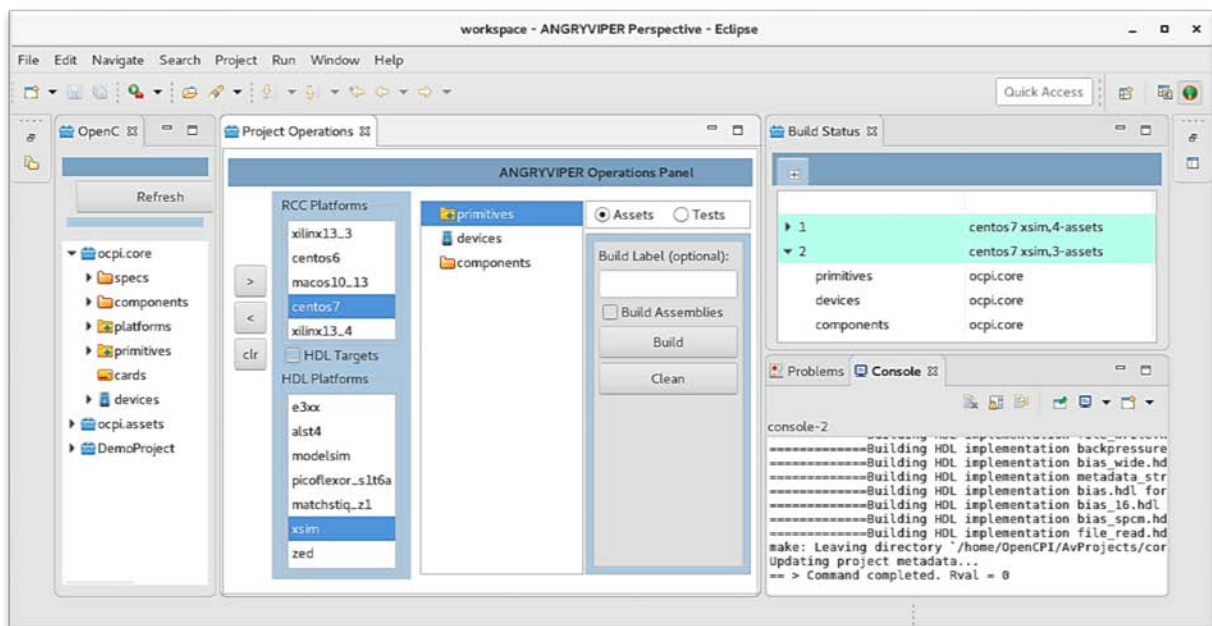 workspace - ANGRYVIPER Perspective - Eclipse
File Edit Navigate Search Project Run Window Help
Quick Access
OpenC
Refresh
ocpi.core
specs
components
platforms
primitives
cards
devices
ocpi.assets
DemoProject
Project Operations
ANGRYVIPER Operations Panel
>
<
clr
RCC Platforms
xilinx13_3
centos6
macos10_13
centos7
xilinx13_4
HDL Targets
HDL Platforms
e3xx
alst4
modelsim
picoflexor_s1t6a
matchstiq_z1
xsim
zed
primitives
devices
components
Assets Tests
Build Label (optional):
Build Assemblies
Build
Clean
Build Status
1 centos7 xsim,4-assets
2 centos7 xsim,3-assets
primitives ocpi.core
devices ocpi.core
components ocpi.core
Problems Console
console-2
==============Building HDL implementation backpressure
==============Building HDL implementation bias_wide.hd
==============Building HDL implementation metadata_str
==============Building HDL implementation bias.hdl for
==============Building HDL implementation bias_16.hdl
==============Building HDL implementation bias_spcm.hd
==============Building HDL implementation file_read.hd
make: Leaving directory `/home/OpenCPI/AvProjects/cor
Updating project metadata...
== > Command completed. Rval = 0